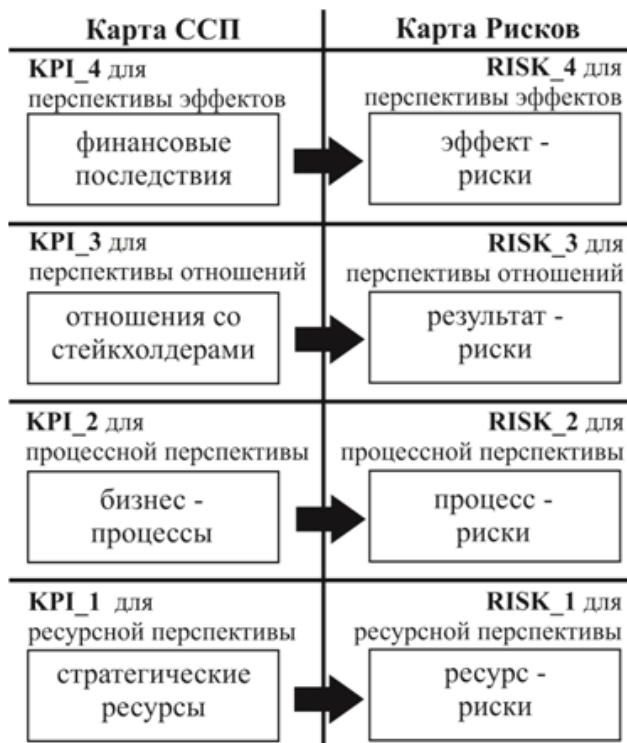 Карта ССП
Карта Рисков
KPI_4 для
перспективы эффектов
финансовые
последствия
RISK_4 для
перспективы эффектов
эффект -
риски
KPI_3 для
перспективы отношений
отношения со
стейкхолдерами
RISK_3 для
перспективы отношений
результат -
риски
KPI_2 для
процессной перспективы
бизнес -
процессы
RISK_2 для
процессной перспективы
процесс -
риски
KPI_1 для
ресурсной перспективы
стратегические
ресурсы
RISK_1 для
ресурсной перспективы
ресурс -
риски